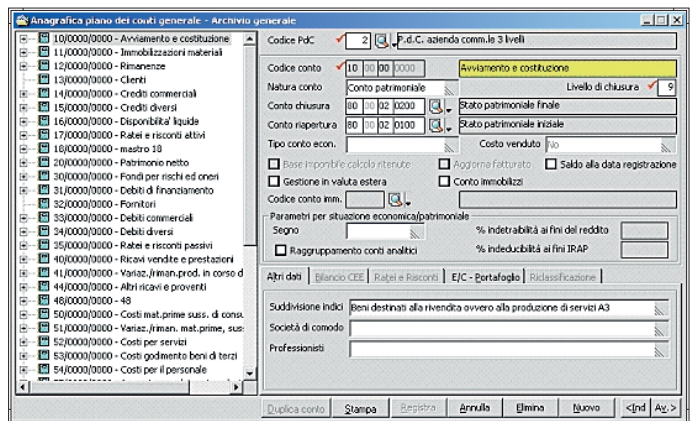 Anagrafica piano dei conti generale - Archivio generale
10/0000/0000 - Avviamento e costituzione
11/0000/0000 - Immobilizzazioni materiali
12/0000/0000 - Rimanenze
13/0000/0000 - Clienti
14/0000/0000 - Crediti commerciali
15/0000/0000 - Crediti diversi
16/0000/0000 - Disponibilita' liquide
17/0000/0000 - Ratei e risconti attivi
18/0000/0000 - mastro 18
20/0000/0000 - Patrimonio netto
30/0000/0000 - Fondi per rischi ed oneri
31/0000/0000 - Debiti di finanziamento
32/0000/0000 - Fornitori
33/0000/0000 - Debiti commerciali
34/0000/0000 - Debiti diversi
35/0000/0000 - Ratei e risconti passivi
40/0000/0000 - Ricavi vendite e prestazioni
41/0000/0000 - Variaz./riman.prod. in corso d
44/0000/0000 - Altri ricavi e proventi
48/0000/0000 - 48
50/0000/0000 - Costi mat.prime suss. di consu
51/0000/0000 - Variaz./riman. mat.prime, sus
52/0000/0000 - Costi per servizi
53/0000/0000 - Costi godimento beni di terzi
54/0000/0000 - Costi per il personale
Codice PdC 2 P.d.C. azienda comm.le 3 livelli
Codice conto 10 00 00 0000 Avviamento e costituzione
Natura conto Conto patrimoniale Livello di chiusura 9
Conto chiusura 80 00 02 0200 Stato patrimoniale finale
Conto riapertura 80 00 02 0100 Stato patrimoniale iniziale
Tipo conto econ. Costo venduto No
Base imponibile calcolo ritenute Aggiorna fatturato Saldo alla data registrazione
Gestione in valuta estera Conto immobilizzi
Codice conto imm.
Parametri per situazione economica/patrimoniale
Segno % indetraibilità ai fini del reddito
Raggruppamento conti analitici % indeducibilità ai fini IRAP
Altri dati Bilancio CEE Ratei e Risconti E/C - Portafoglio Riclassificazione
Suddivisione indici Beni destinati alla rivendita ovvero alla produzione di servizi A3
Società di comodo
Professionisti
Duplica conto Stampa Registra Annulla Elimina Nuovo <Ind Av.>